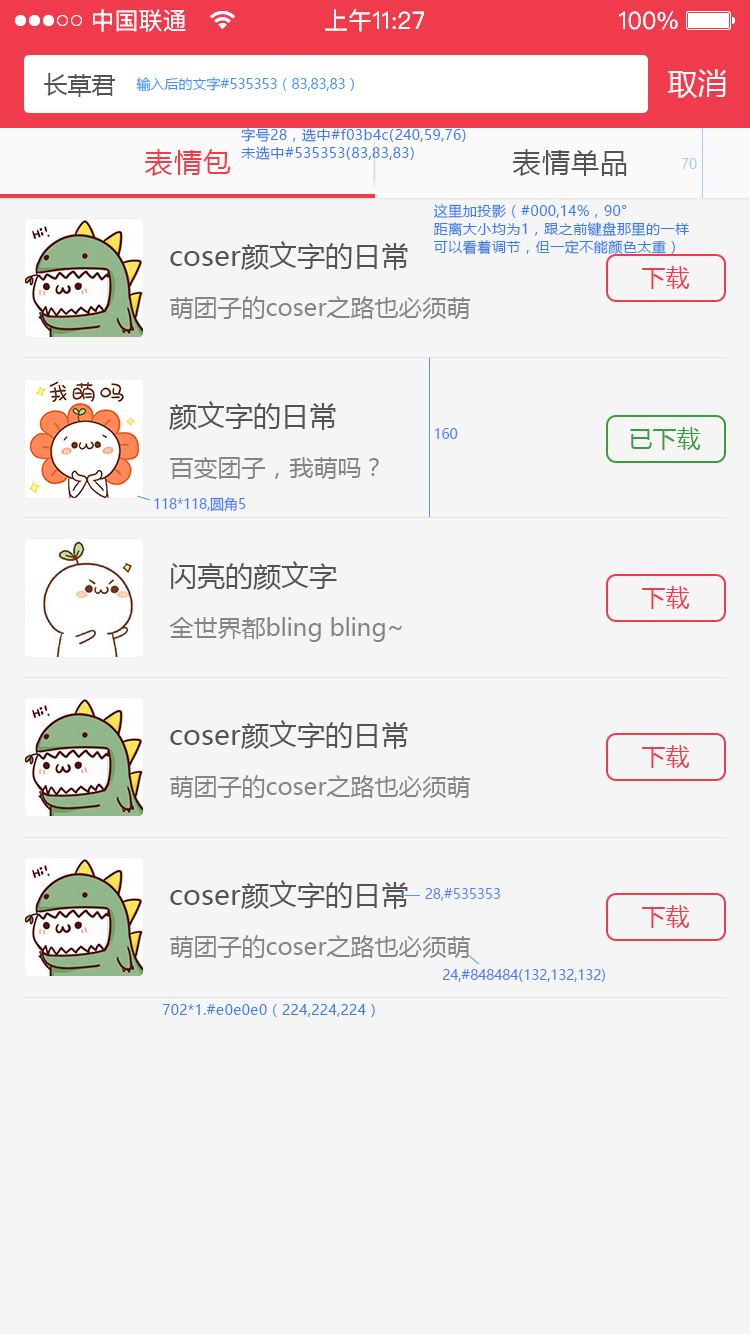 中国联通 上午11:27 100%
长草君 输入后的文字#535353（83,83,83） 取消
字号28，选中#f03b4c(240,59,76)
未选中#535353(83,83,83)
表情包 表情单品 70
这里加投影（#000,14%，90°
距离大小均为1，跟之前键盘那里的一样
可以看着调节，但一定不能颜色太重）
Hi!
coser颜文字的日常
萌团子的coser之路也必须萌
下载
我萌吗
颜文字的日常
百变团子，我萌吗？
160
已下载
118*118,圆角5
闪亮的颜文字
全世界都bling bling~
下载
Hi!
coser颜文字的日常
萌团子的coser之路也必须萌
下载
Hi!
coser颜文字的日常 28,#535353
萌团子的coser之路也必须萌
下载
24,#848484(132,132,132)
702*1.#e0e0e0（224,224,224）